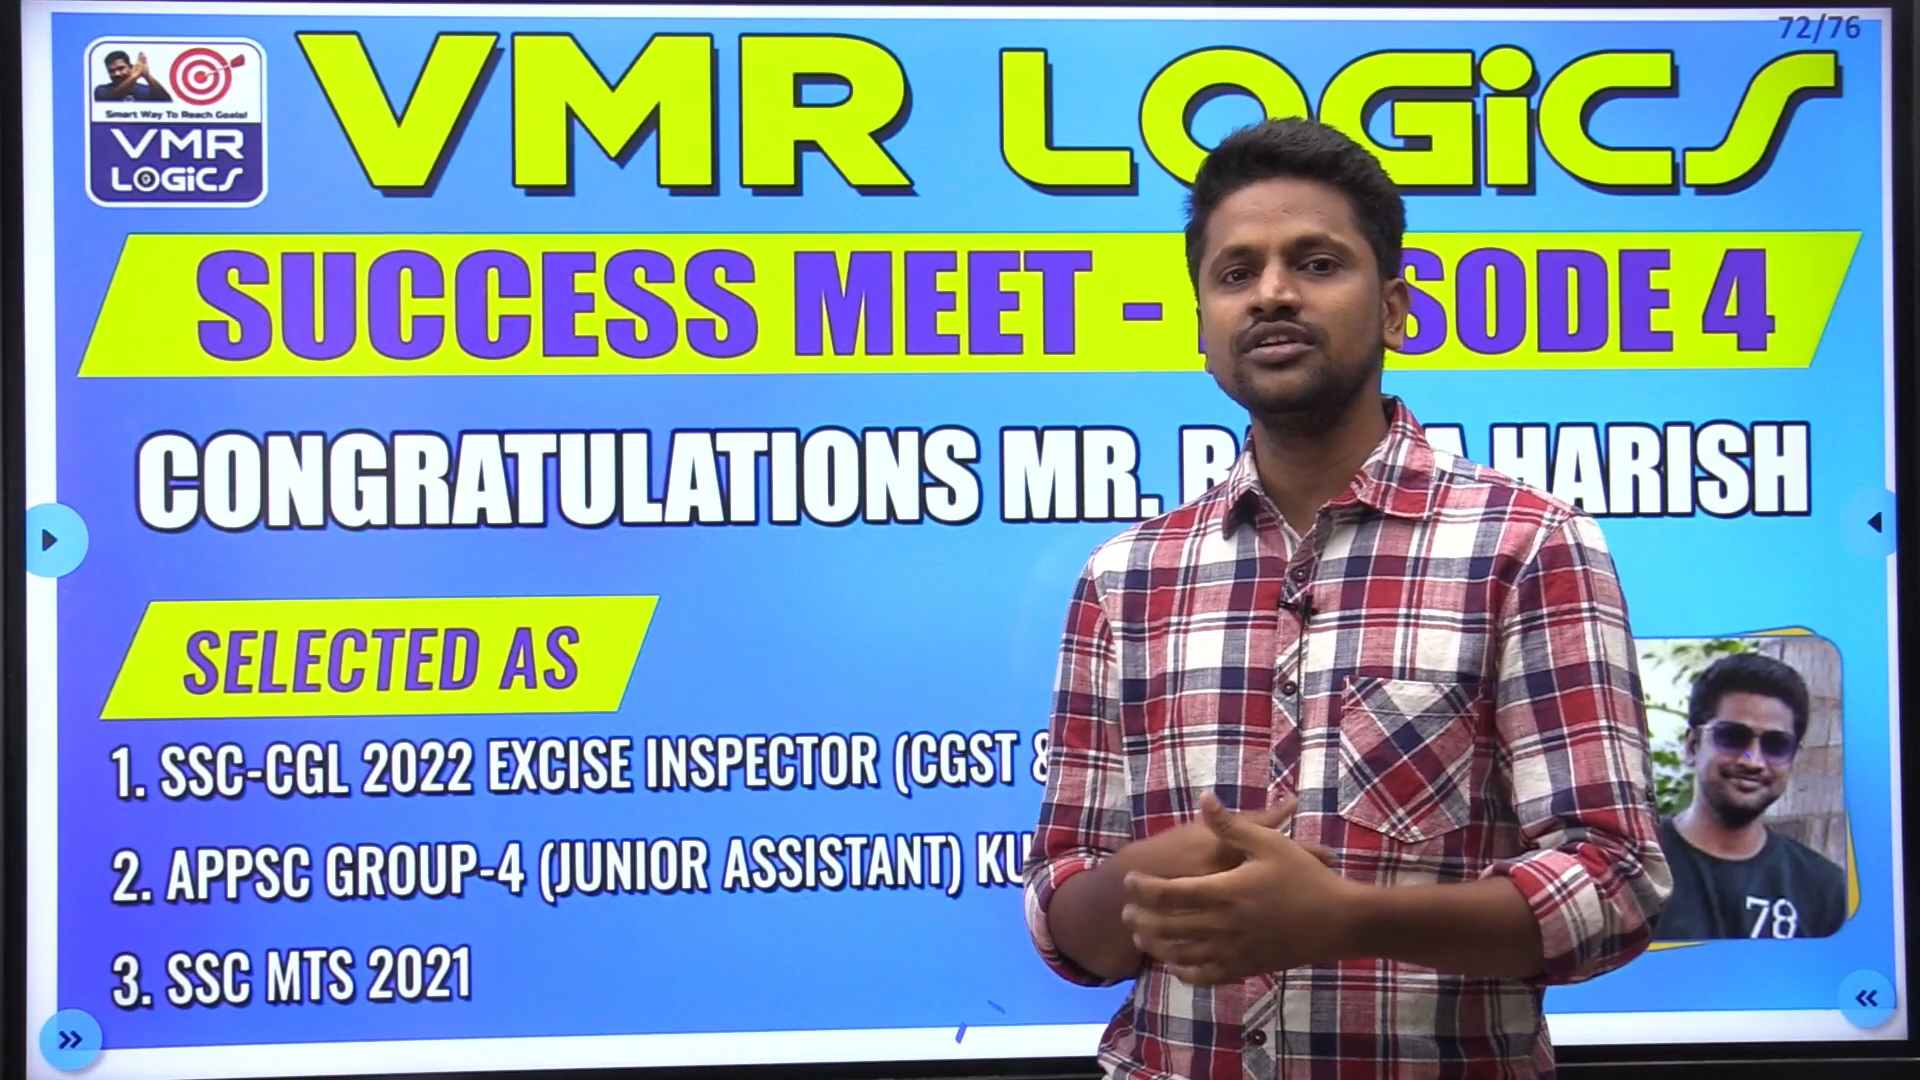 72/76
Smart Way To Reach Goals!
VMR
LOGiCS
VMR LOGiCS
SUCCESS MEET - SODE 4
CONGRATULATIONS MR. HARISH
SELECTED AS
1. SSC-CGL 2022 EXCISE INSPECTOR (CGST &
2. APPSC GROUP-4 (JUNIOR ASSISTANT) KU
3. SSC MTS 2021
78